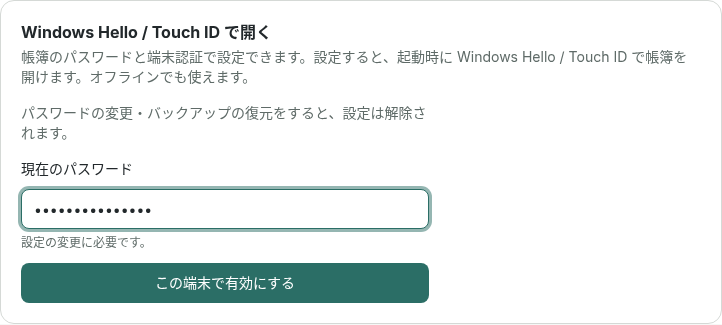 Windows Hello / Touch ID で開く
帳簿のパスワードと端末認証で設定できます。設定すると、起動時に Windows Hello / Touch ID で帳簿を
開けます。オフラインでも使えます。
パスワードの変更・バックアップの復元をすると、設定は解除さ
れます。
現在のパスワード
•••••••••••••••
設定の変更に必要です。
この端末で有効にする